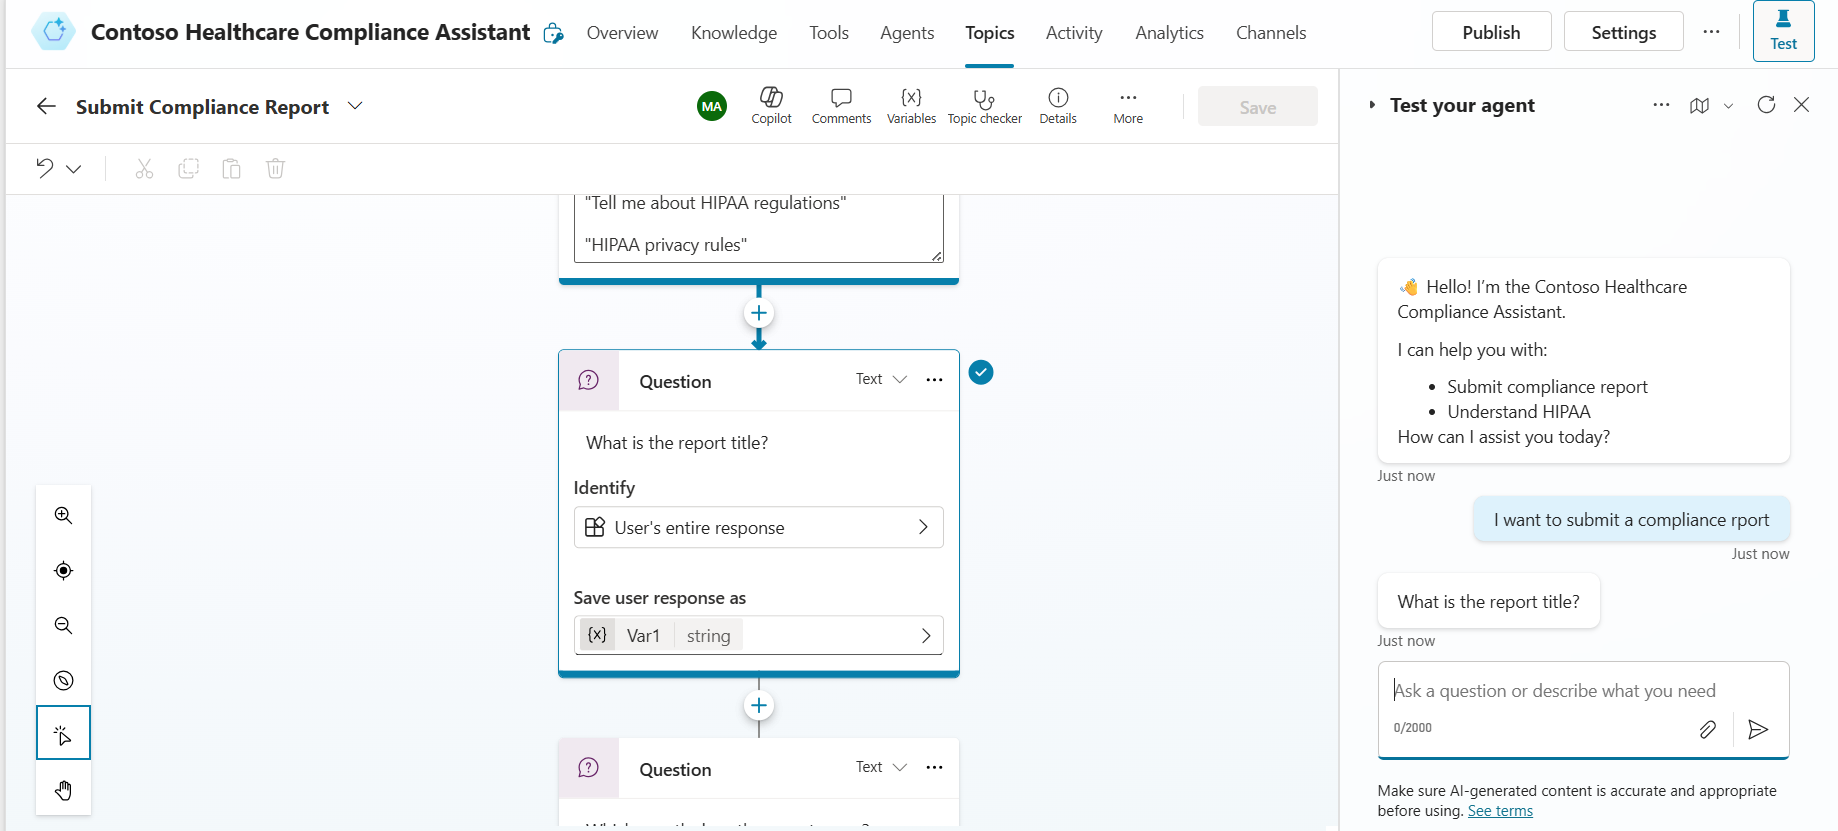 Contoso Healthcare Compliance Assistant
Overview
Knowledge
Tools
Agents
Topics
Activity
Analytics
Channels
Publish
Settings
Test
Submit Compliance Report
MA
Copilot
Comments
Variables
Topic checker
Details
More
Save
"Tell me about HIPAA regulations"
"HIPAA privacy rules"
Question
Text
What is the report title?
Identify
User's entire response
Save user response as
{x} Var1 string
Question
Text
Test your agent
👋 Hello! I'm the Contoso Healthcare
Compliance Assistant.
I can help you with:
• Submit compliance report
• Understand HIPAA
How can I assist you today?
Just now
I want to submit a compliance rport
Just now
What is the report title?
Just now
Ask a question or describe what you need
0/2000
Make sure AI-generated content is accurate and appropriate
before using. See terms